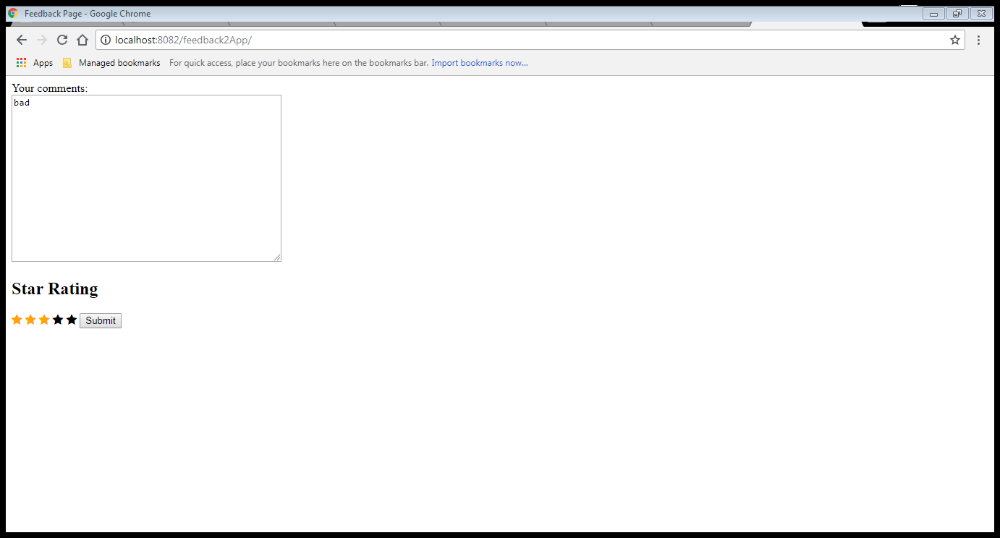 Feedback Page - Google Chrome
localhost:8082/feedback2App/
Apps Managed bookmarks For quick access, place your bookmarks here on the bookmarks bar. Import bookmarks now...
Your comments:
bad
Star Rating
Submit